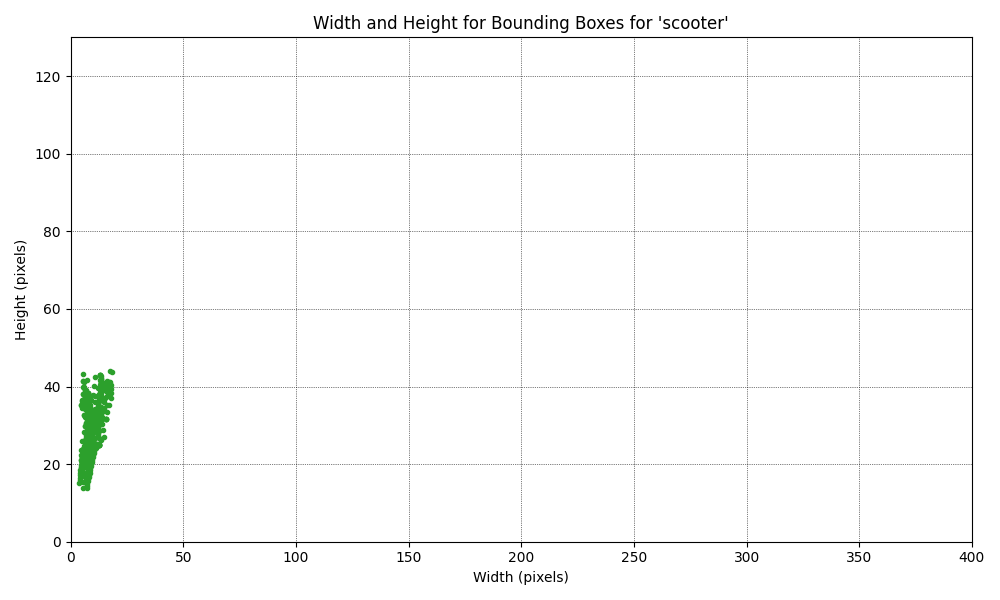 Width and Height for Bounding Boxes for 'scooter'
120
100
80
60
40
20
0
Height (pixels)
0 50 100 150 200 250 300 350 400
Width (pixels)